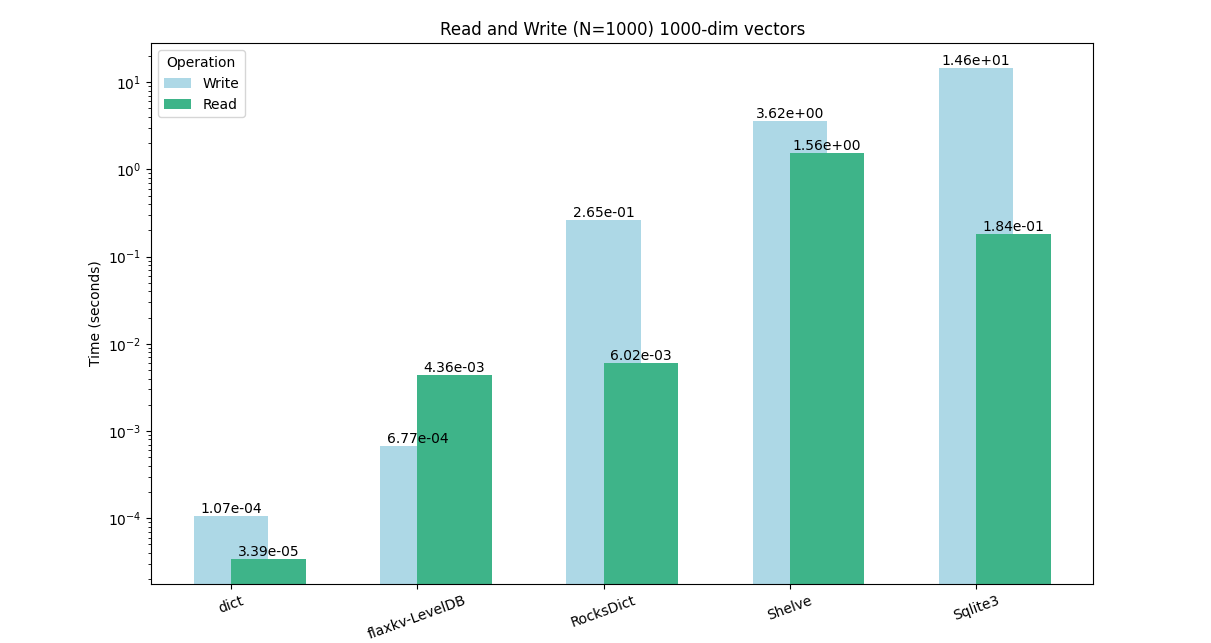 Read and Write (N=1000) 1000-dim vectors
Operation
Write
Read
Time (seconds)
10^1
10^0
10^-1
10^-2
10^-3
10^-4
1.07e-04
3.39e-05
6.77e-04
4.36e-03
2.65e-01
6.02e-03
3.62e+00
1.56e+00
1.46e+01
1.84e-01
dict
flaxkv-LevelDB
RocksDict
Shelve
Sqlite3